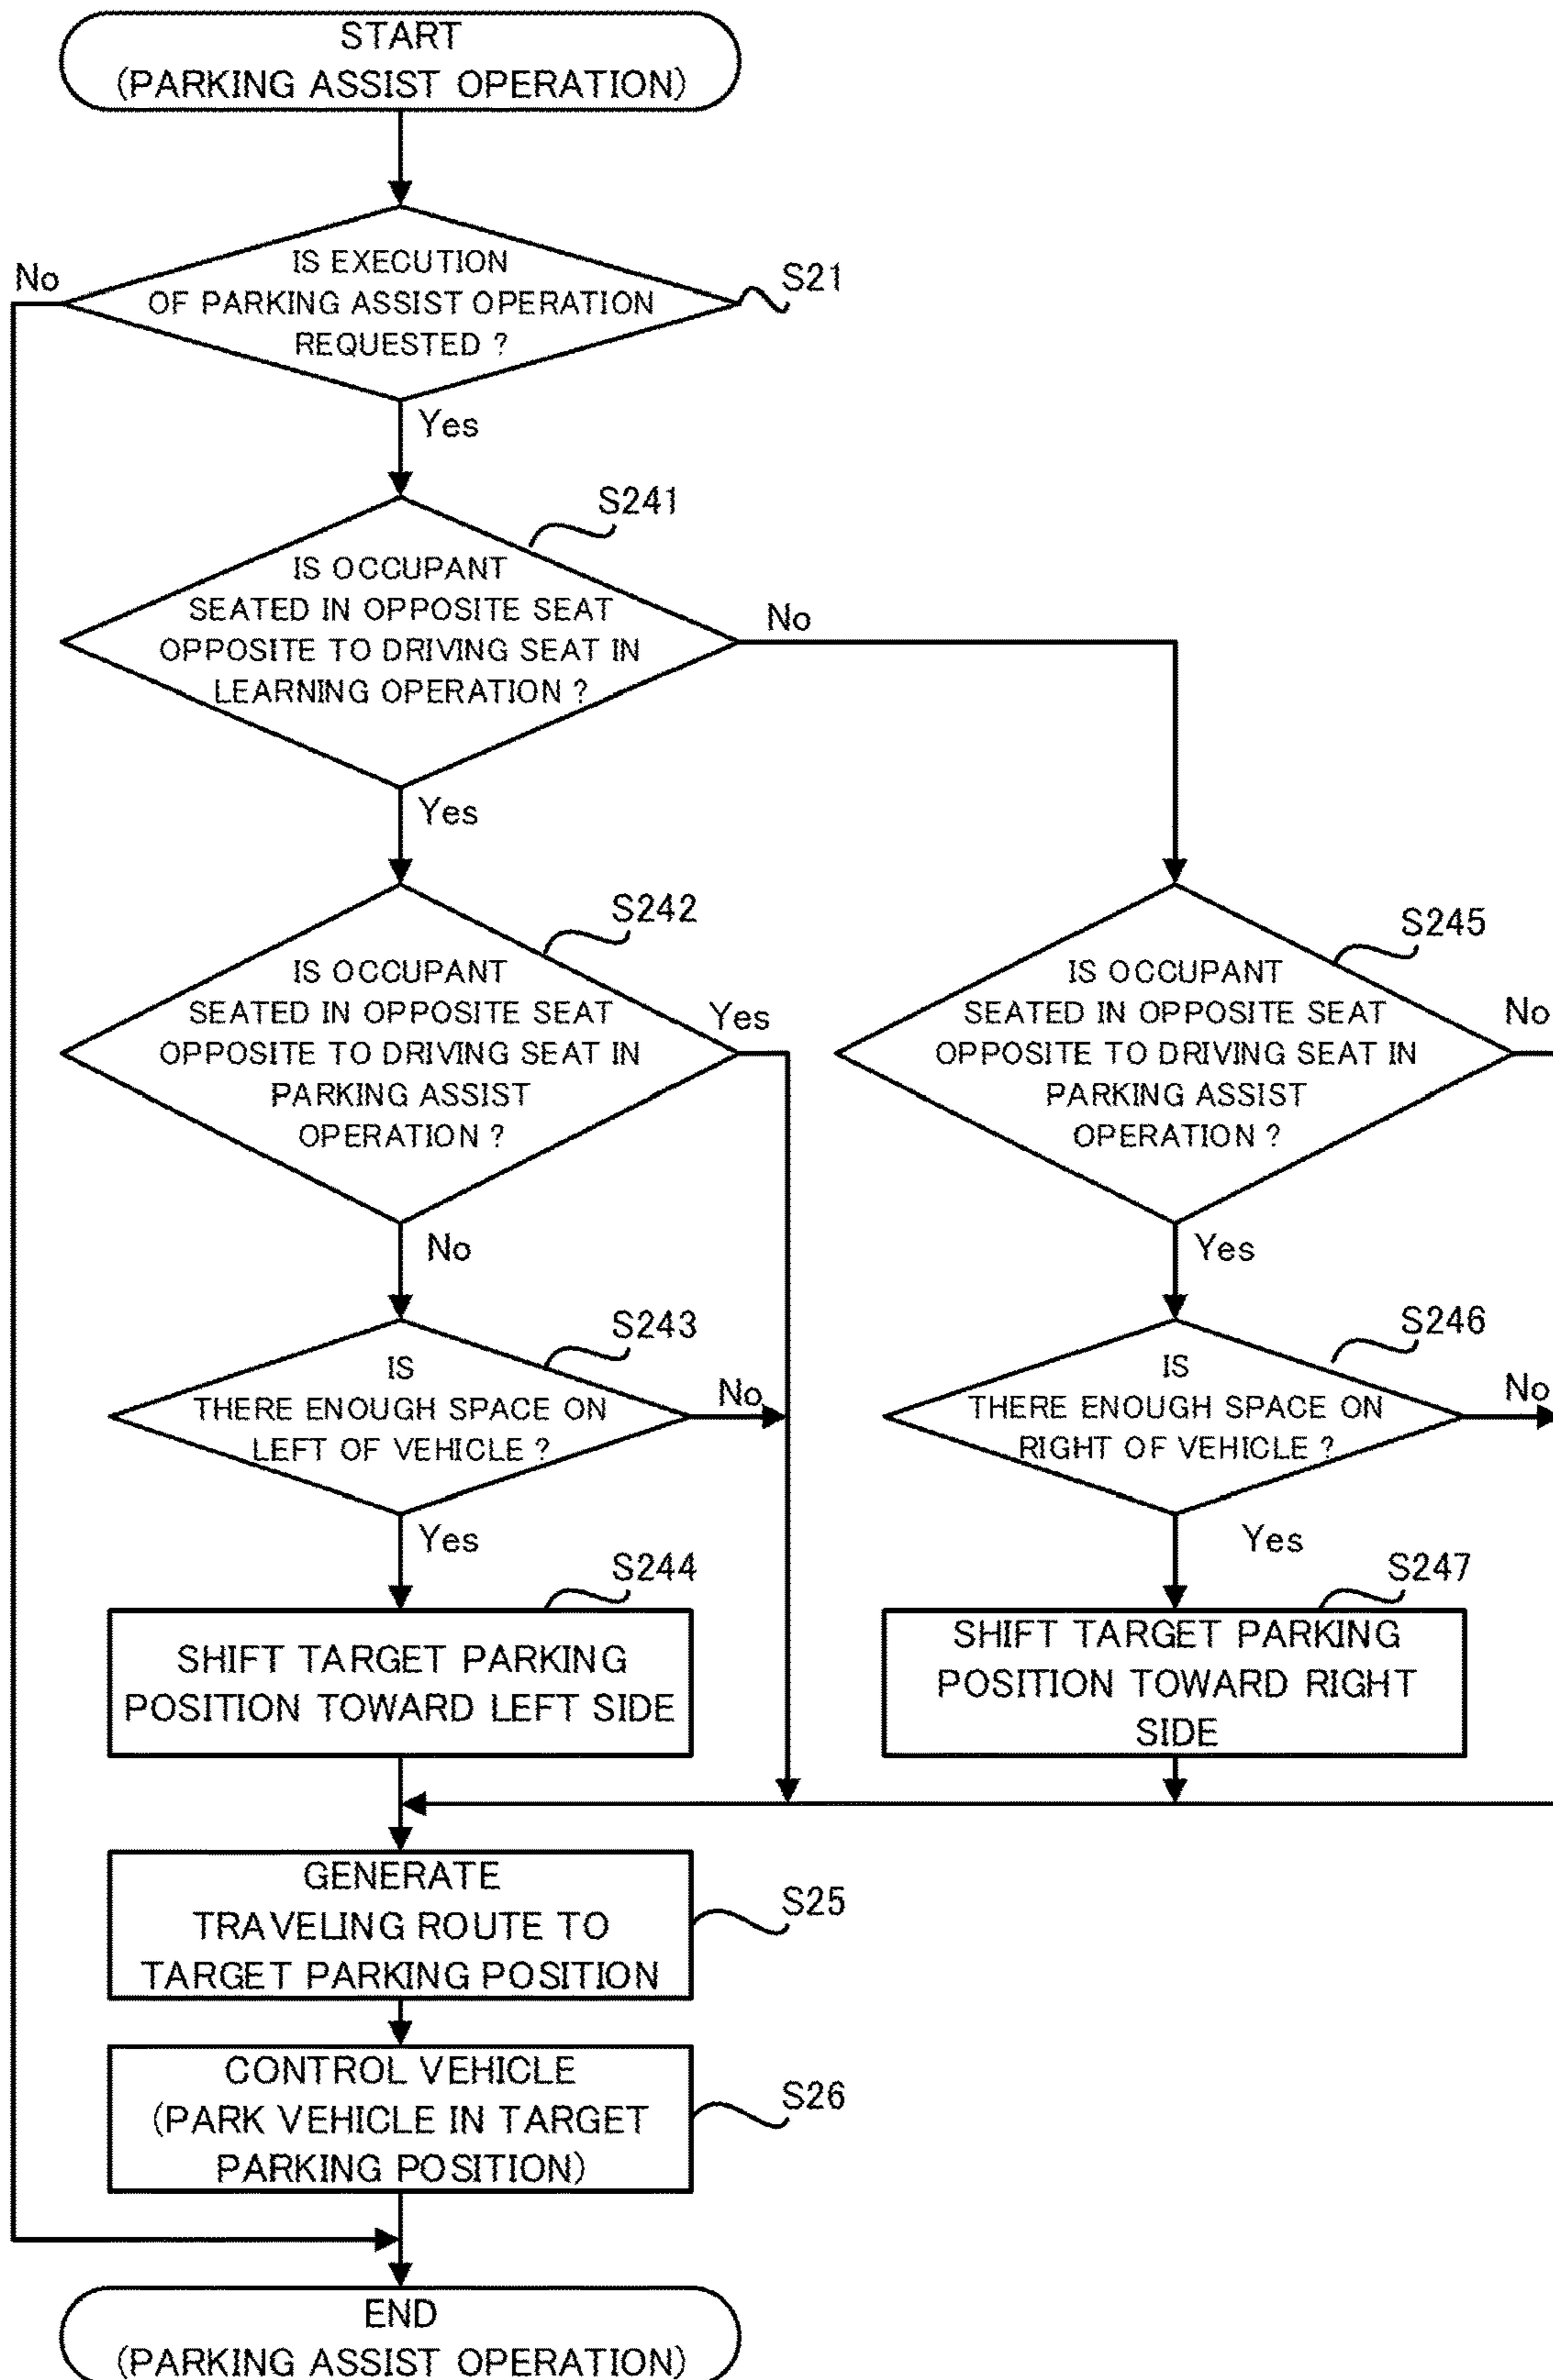 START
(PARKING ASSIST OPERATION)
No
IS EXECUTION
OF PARKING ASSIST OPERATION
REQUESTED ?
S21
Yes
S241
IS OCCUPANT
SEATED IN OPPOSITE SEAT
OPPOSITE TO DRIVING SEAT IN
LEARNING OPERATION ?
No
Yes
S242
IS OCCUPANT
SEATED IN OPPOSITE SEAT
OPPOSITE TO DRIVING SEAT IN
PARKING ASSIST
OPERATION ?
Yes
S245
IS OCCUPANT
SEATED IN OPPOSITE SEAT
OPPOSITE TO DRIVING SEAT IN
PARKING ASSIST
OPERATION ?
No
No
Yes
S243
IS
THERE ENOUGH SPACE ON
LEFT OF VEHICLE ?
No
S246
IS
THERE ENOUGH SPACE ON
RIGHT OF VEHICLE ?
No
Yes
Yes
S244
SHIFT TARGET PARKING
POSITION TOWARD LEFT SIDE
S247
SHIFT TARGET PARKING
POSITION TOWARD RIGHT
SIDE
GENERATE
TRAVELING ROUTE TO
TARGET PARKING POSITION
S25
CONTROL VEHICLE
(PARK VEHICLE IN TARGET
PARKING POSITION)
S26
END
(PARKING ASSIST OPERATION)